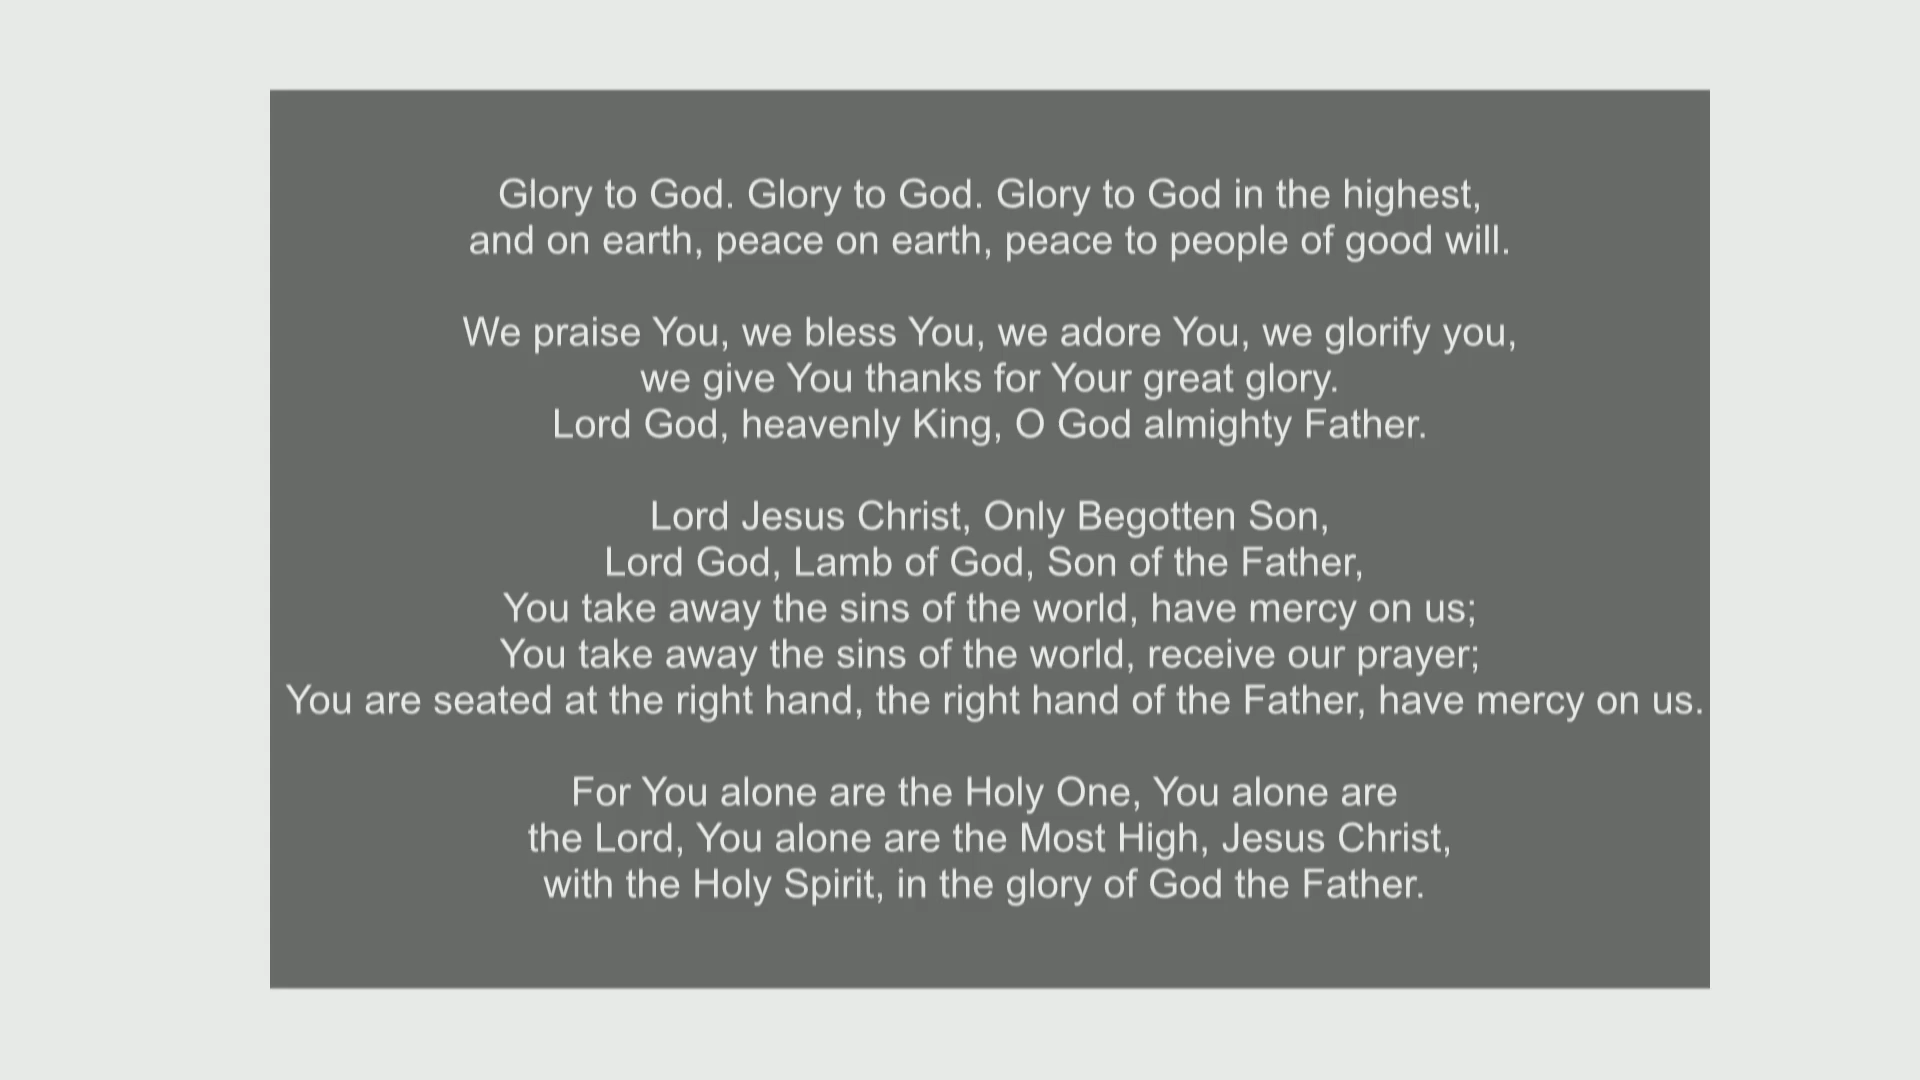 Glory to God. Glory to God. Glory to God in the highest,
and on earth, peace on earth, peace to people of good will.
We praise You, we bless You, we adore You, we glorify you,
we give You thanks for Your great glory.
Lord God, heavenly King, O God almighty Father.
Lord Jesus Christ, Only Begotten Son,
Lord God, Lamb of God, Son of the Father,
You take away the sins of the world, have mercy on us;
You take away the sins of the world, receive our prayer;
You are seated at the right hand, the right hand of the Father, have mercy on us.
For You alone are the Holy One, You alone are
the Lord, You alone are the Most High, Jesus Christ,
with the Holy Spirit, in the glory of God the Father.